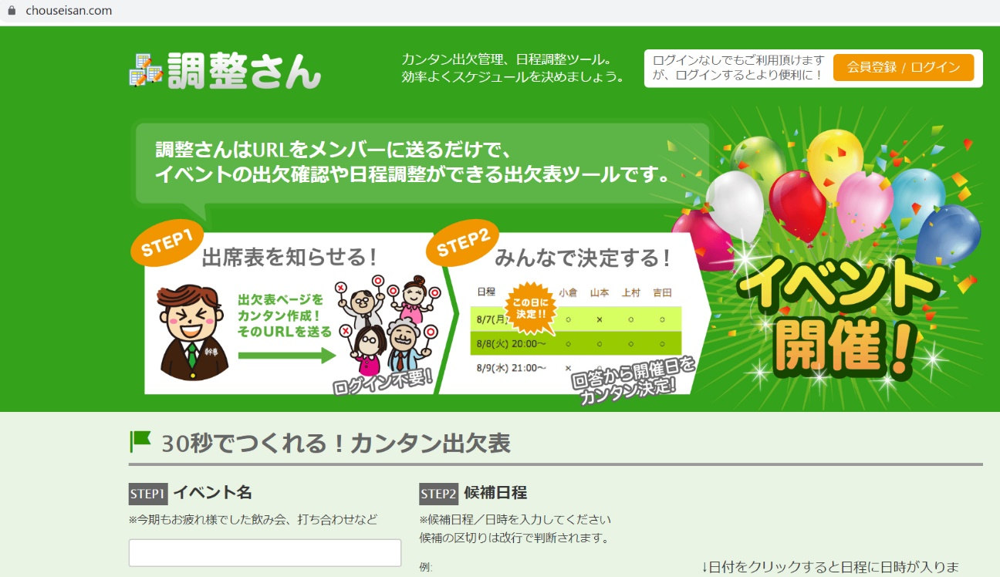 chouseisan.com
調整さん
カンタン出欠管理、日程調整ツール。
効率よくスケジュールを決めましょう。
ログインなしでもご利用頂けます
が、ログインするとより便利に！
会員登録 / ログイン
調整さんはURLをメンバーに送るだけで、
イベントの出欠確認や日程調整ができる出欠表ツールです。
STEP1
出席表を知らせる！
出欠表ページを
カンタン作成！
そのURLを送る
幹事
ログイン不要！
STEP2
みんなで決定する！
日程 小倉 山本 上村 吉田
この日に
決定!!
8/7(月) ○ × ○ ○
8/8(火) 20:00～ ○ ○ ○ ○
8/9(水) 21:00～ ×
回答から開催日を
カンタン決定!
イベント
開催！
30秒でつくれる！カンタン出欠表
STEP1 イベント名
※今期もお疲れ様でした飲み会、打ち合わせなど
STEP2 候補日程
※候補日程／日時を入力してください
候補の区切りは改行で判断されます。
例:
↓日付をクリックすると日程に日時が入りま